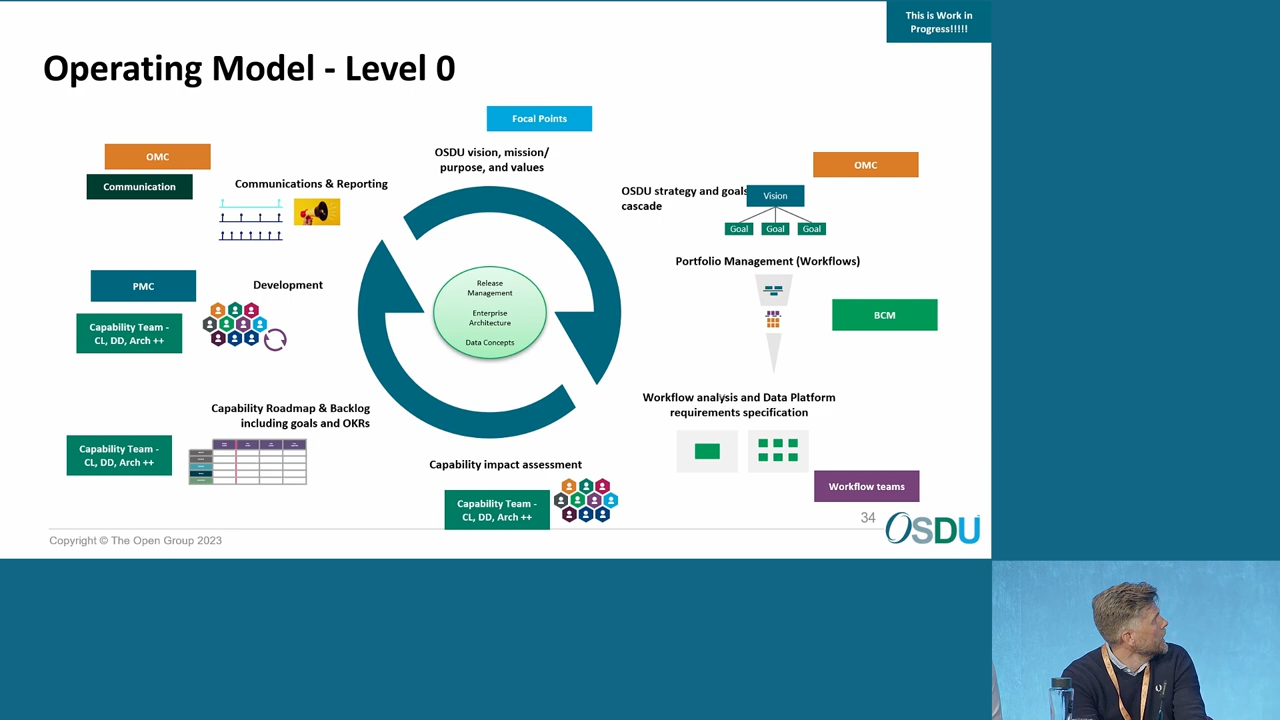 This is Work in
Progress!!!!!
Operating Model - Level 0
Focal Points
OSDU vision, mission/
purpose, and values
OMC
Communication
Communications & Reporting
OMC
OSDU strategy and goals
cascade
Vision
Goal
Goal
Goal
Portfolio Management (Workflows)
BCM
PMC
Development
Capability Team -
CL, DD, Arch ++
Release
Management
Enterprise
Architecture
Data Concepts
Workflow analysis and Data Platform
requirements specification
Workflow teams
Capability Roadmap & Backlog
including goals and OKRs
Capability Team -
CL, DD, Arch ++
Capability impact assessment
Capability Team -
CL, DD, Arch ++
34
OSDU
Copyright © The Open Group 2023